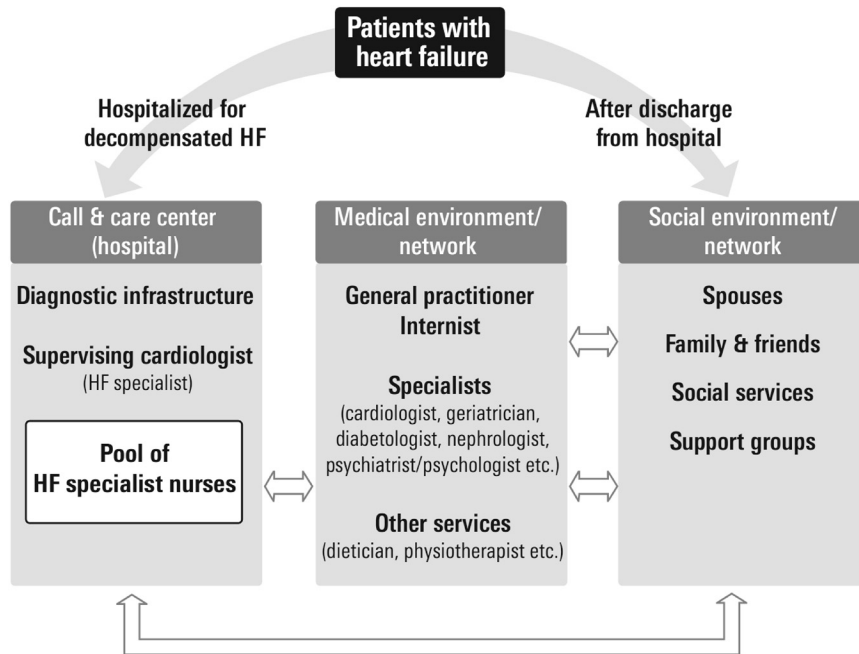 Patients with
heart failure
Hospitalized for
decompensated HF
After discharge
from hospital
Call & care center
(hospital)
Diagnostic infrastructure
Supervising cardiologist
(HF specialist)
Pool of
HF specialist nurses
Medical environment/
network
General practitioner
Internist
Specialists
(cardiologist, geriatrician,
diabetologist, nephrologist,
psychiatrist/psychologist etc.)
Other services
(dietician, physiotherapist etc.)
Social environment/
network
Spouses
Family & friends
Social services
Support groups